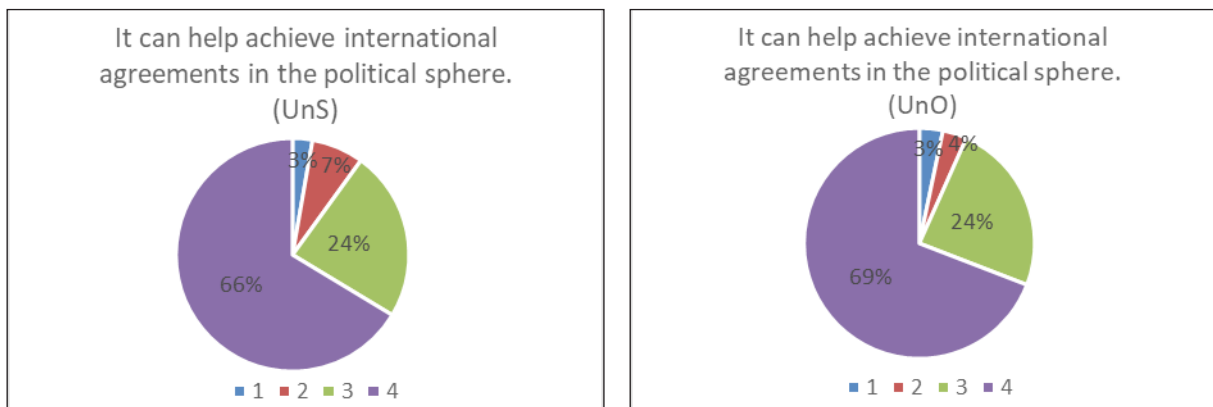 It can help achieve international
agreements in the political sphere.
(UnS)
3%
7%
24%
66%
1 2 3 4
It can help achieve international
agreements in the political sphere.
(UnO)
3%
4%
24%
69%
1 2 3 4